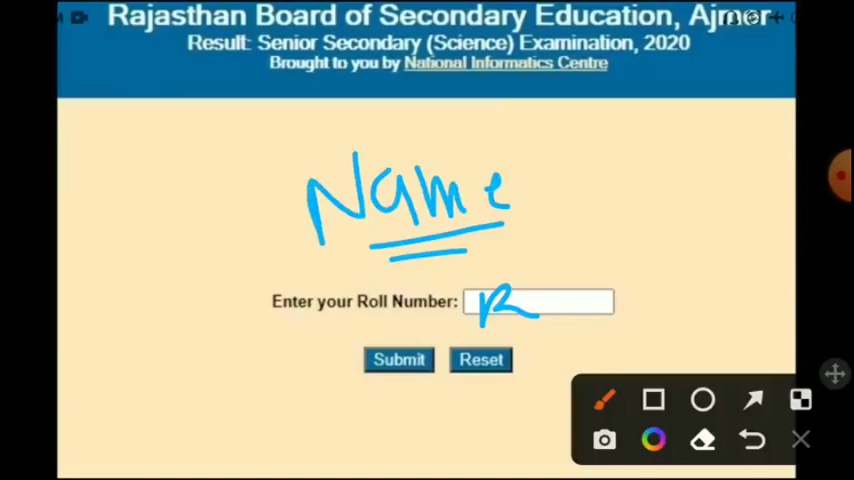 Rajasthan Board of Secondary Education, Ajmer
Result: Senior Secondary (Science) Examination, 2020
Brought to you by National Informatics Centre
Name
Enter your Roll Number: R
Submit Reset